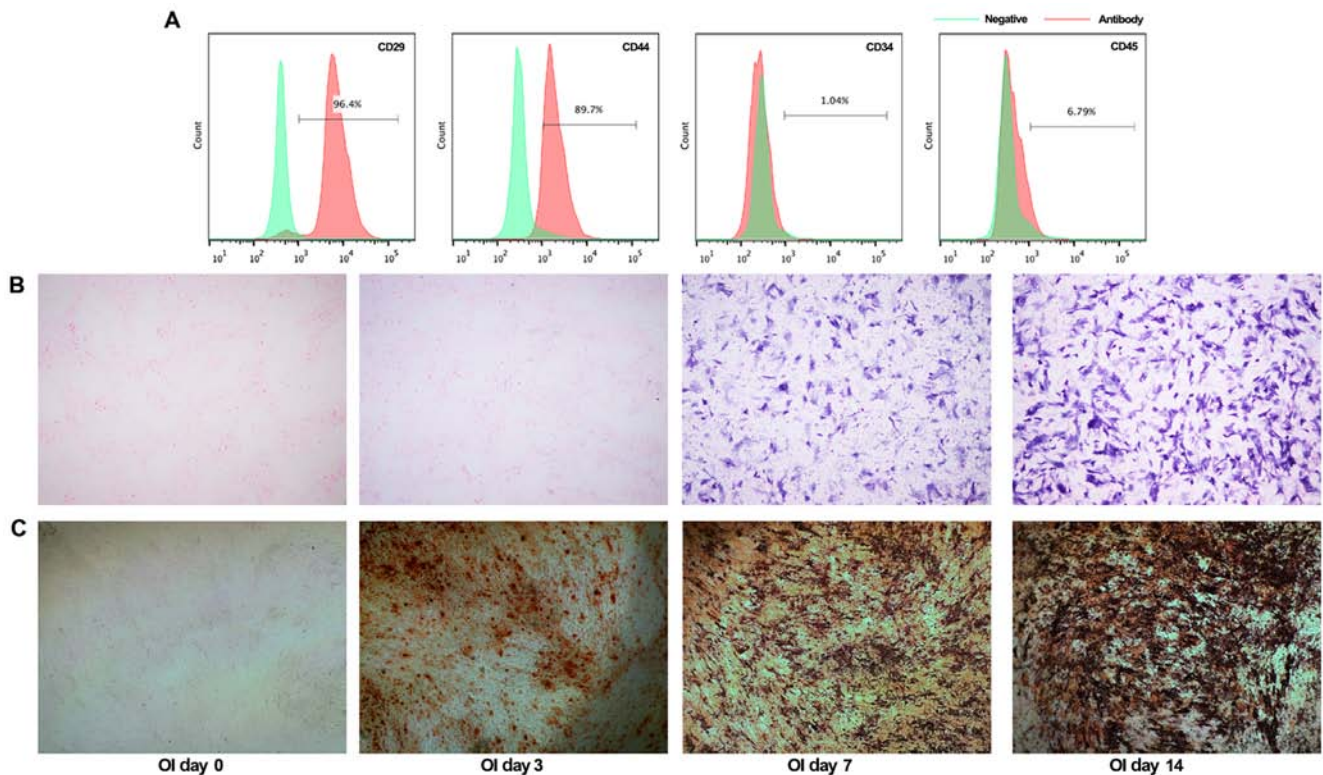 A
Negative Antibody
CD29
96.4%
Count
10¹ 10² 10³ 10⁴ 10⁵
CD44
89.7%
Count
10¹ 10² 10³ 10⁴ 10⁵
CD34
1.04%
Count
10¹ 10² 10³ 10⁴ 10⁵
CD45
6.79%
Count
10¹ 10² 10³ 10⁴ 10⁵
B
C
OI day 0 OI day 3 OI day 7 OI day 14